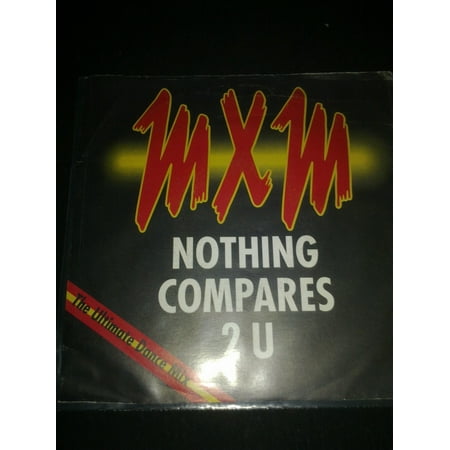 MXM
NOTHING
COMPARES
2 U
The Ultimate Dance Mix